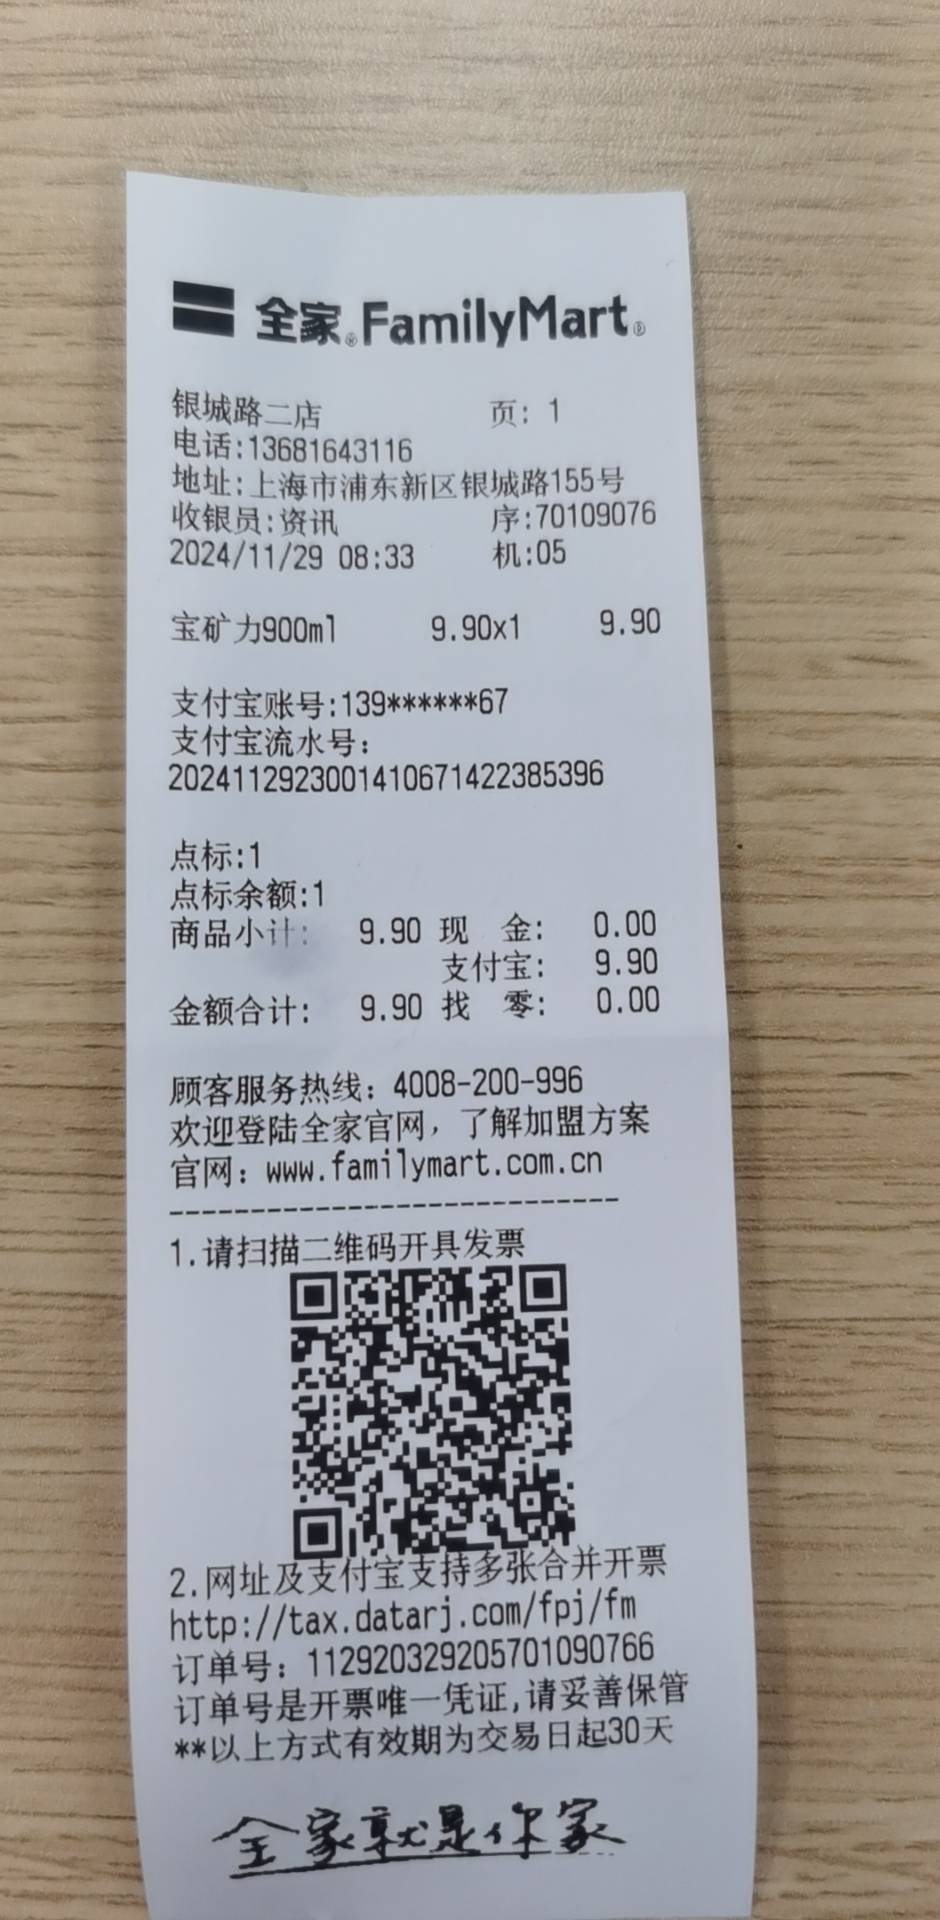 全家® FamilyMart®
银城路二店 页: 1
电话:13681643116
地址:上海市浦东新区银城路155号
收银员:资讯 序:70109076
2024/11/29 08:33 机:05
宝矿力900ml 9.90x1 9.90
支付宝账号:139******67
支付宝流水号:
2024112923001410671422385396
点标:1
点标余额:1
商品小计: 9.90 现 金: 0.00
支付宝: 9.90
金额合计: 9.90 找 零: 0.00
顾客服务热线: 4008-200-996
欢迎登陆全家官网,了解加盟方案
官网: www.familymart.com.cn
----------------------------
1.请扫描二维码开具发票
2.网址及支付宝支持多张合并开票
http://tax.datarj.com/fpj/fm
订单号: 112920329205701090766
订单号是开票唯一凭证,请妥善保管
**以上方式有效期为交易日起30天
全家就是你家